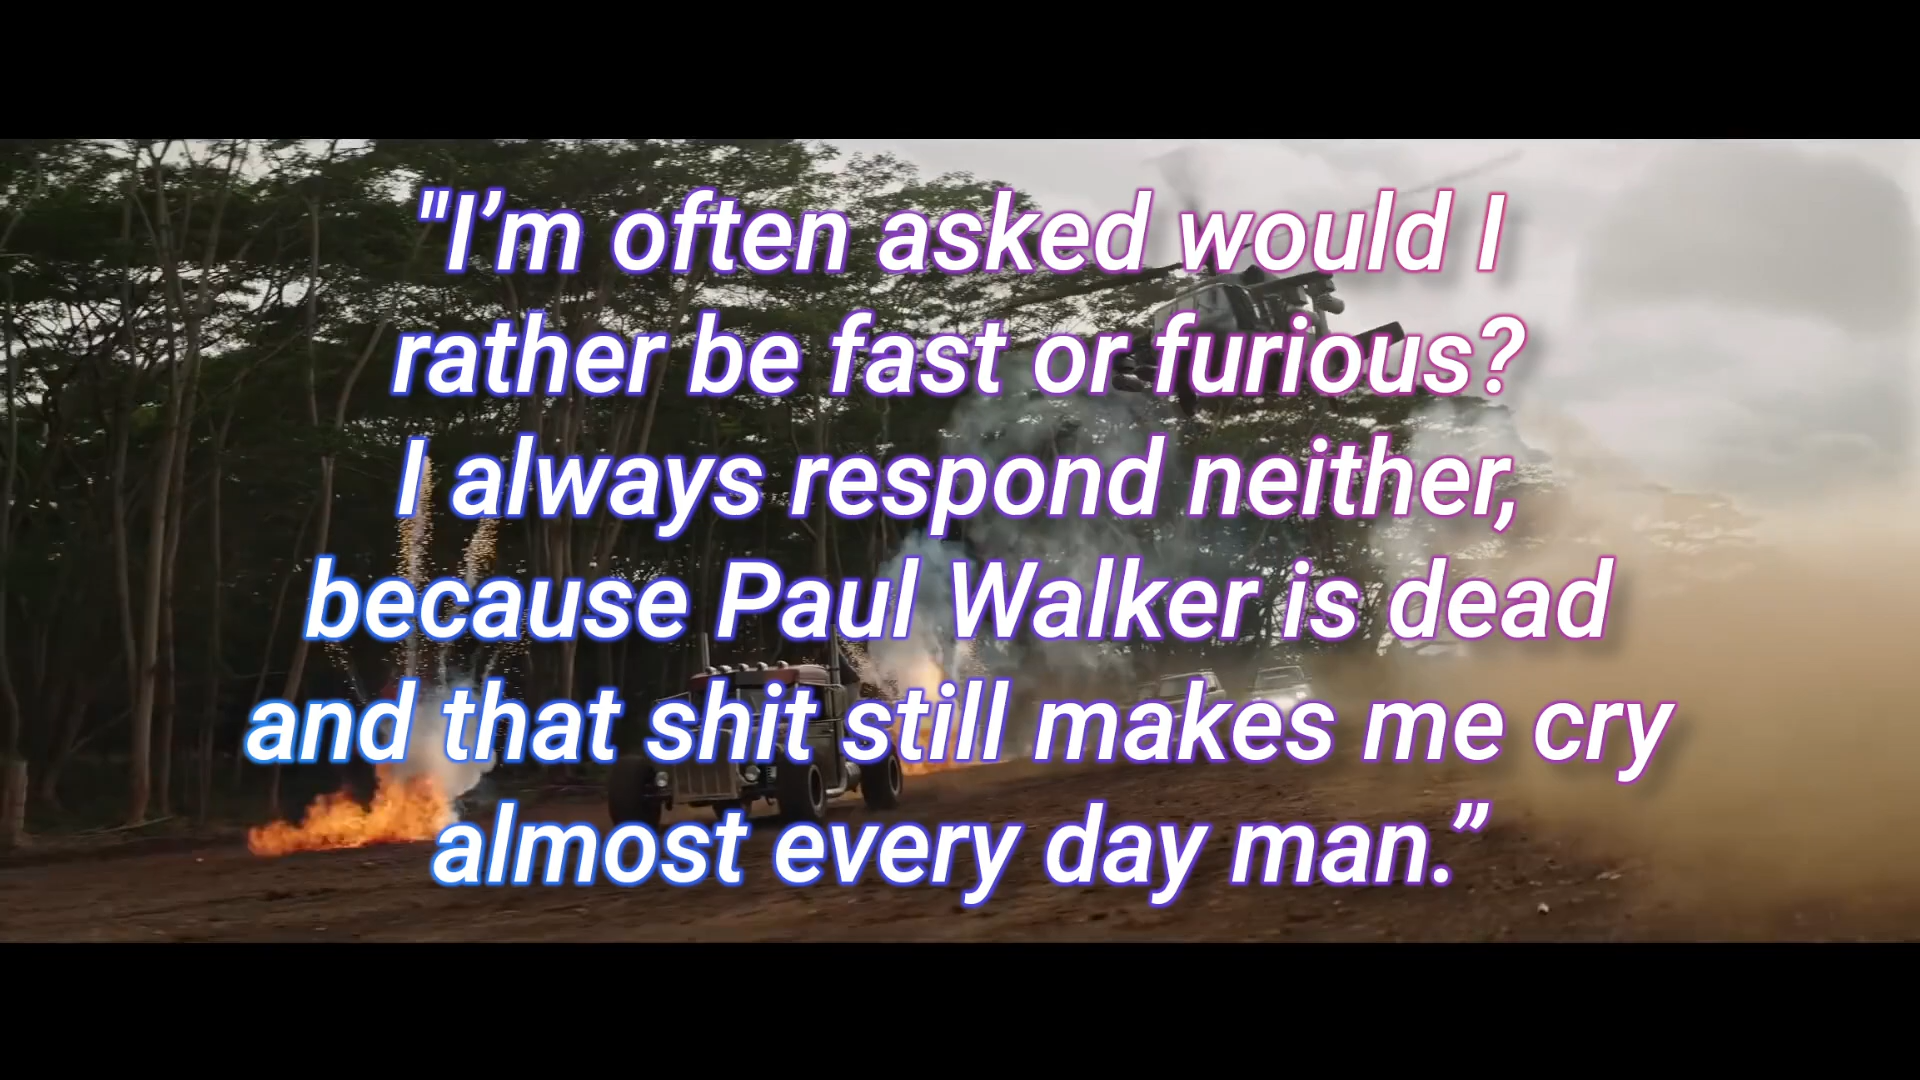 "I’m often asked would I
rather be fast or furious?
I always respond neither,
because Paul Walker is dead
and that shit still makes me cry
almost every day man.”